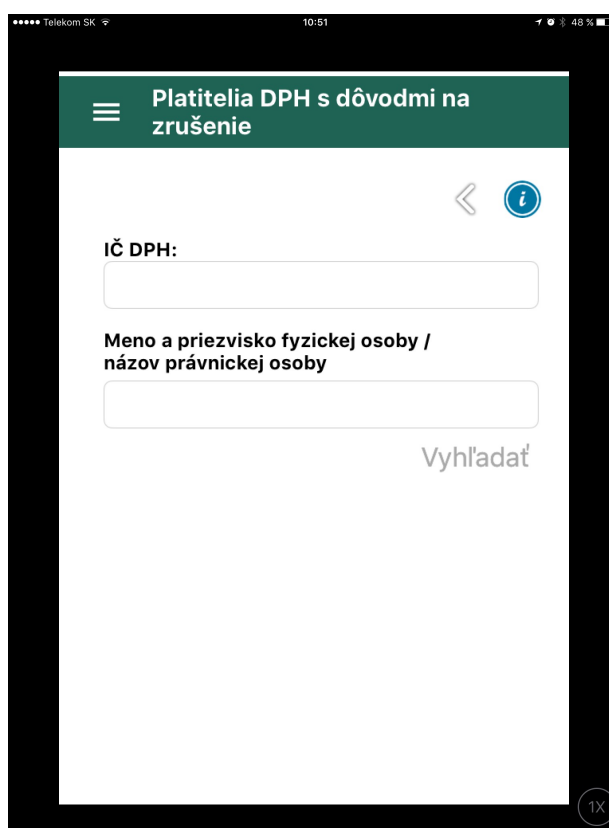 Telekom SK 10:51 48 %
Platitelia DPH s dôvodmi na
zrušenie
i
IČ DPH:
Meno a priezvisko fyzickej osoby /
názov právnickej osoby
Vyhľadať
1X